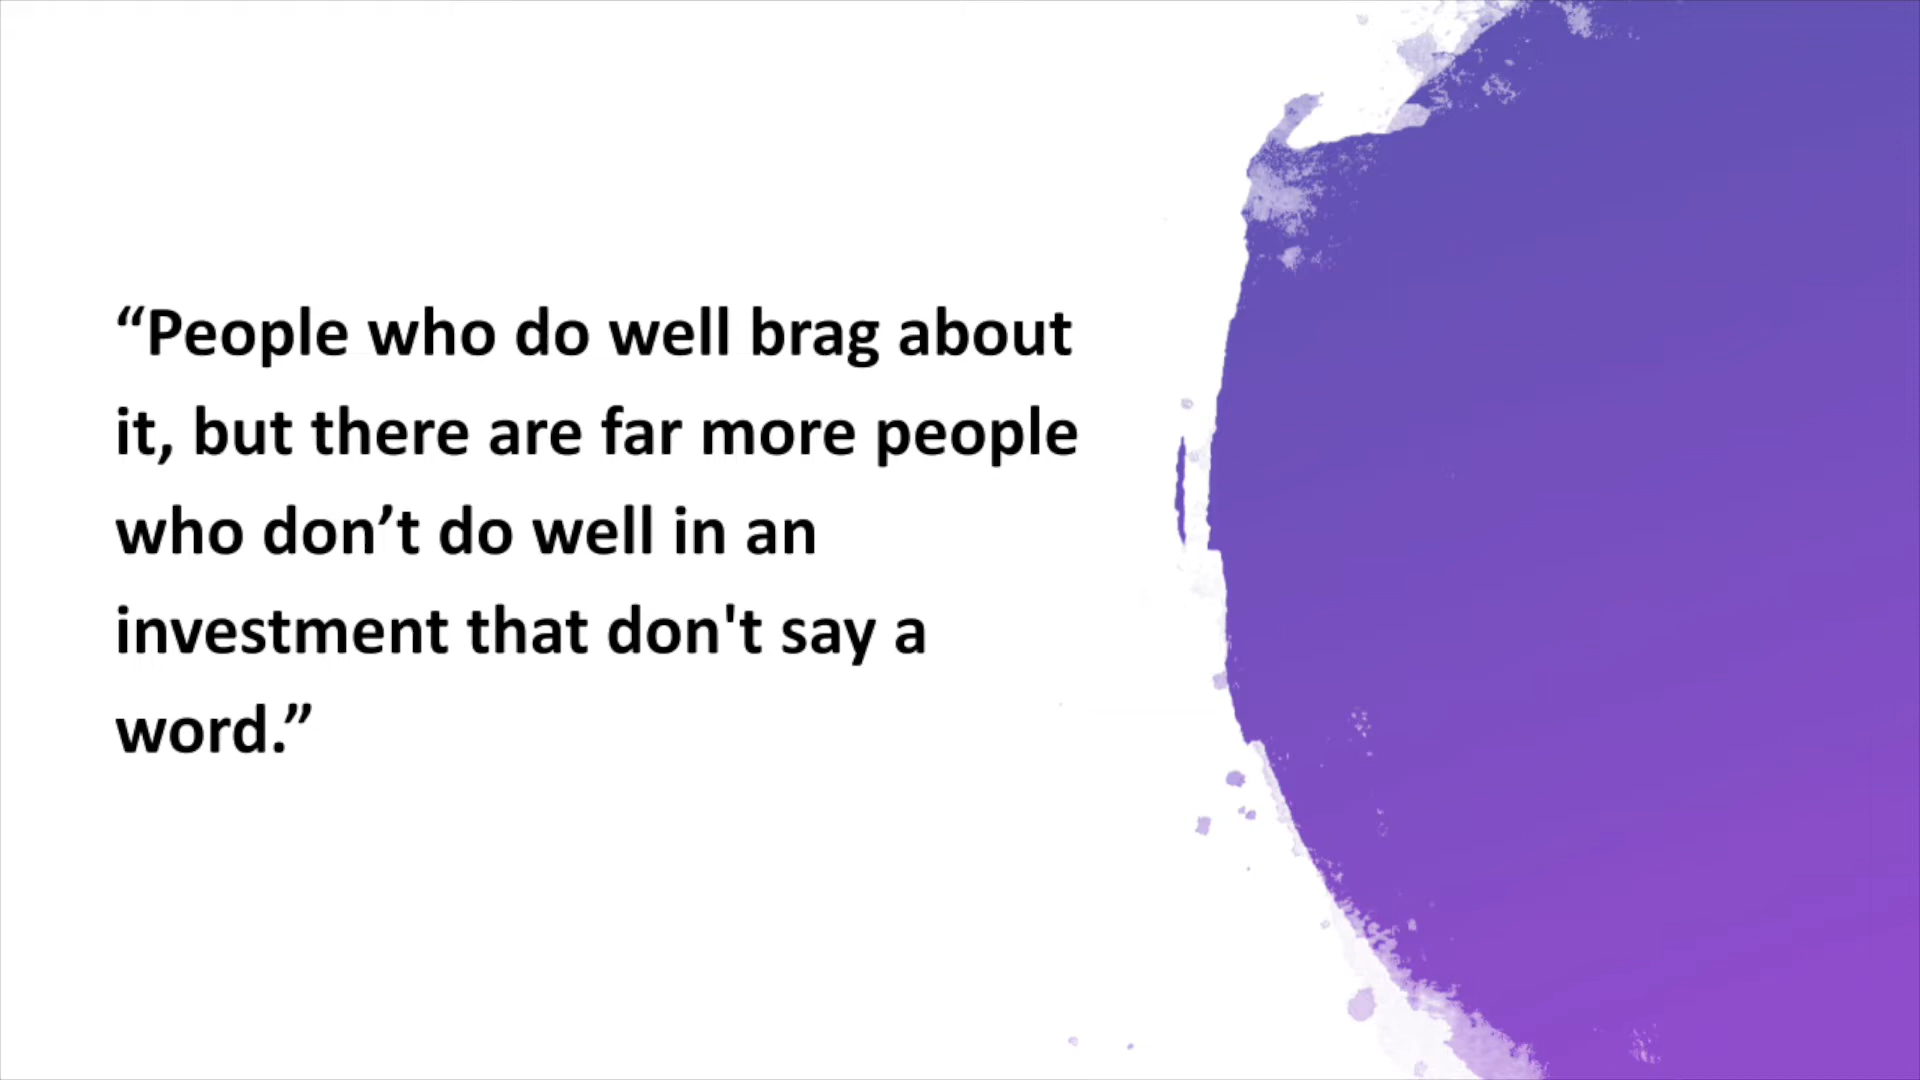 “People who do well brag about
it, but there are far more people
who don’t do well in an
investment that don't say a
word.”